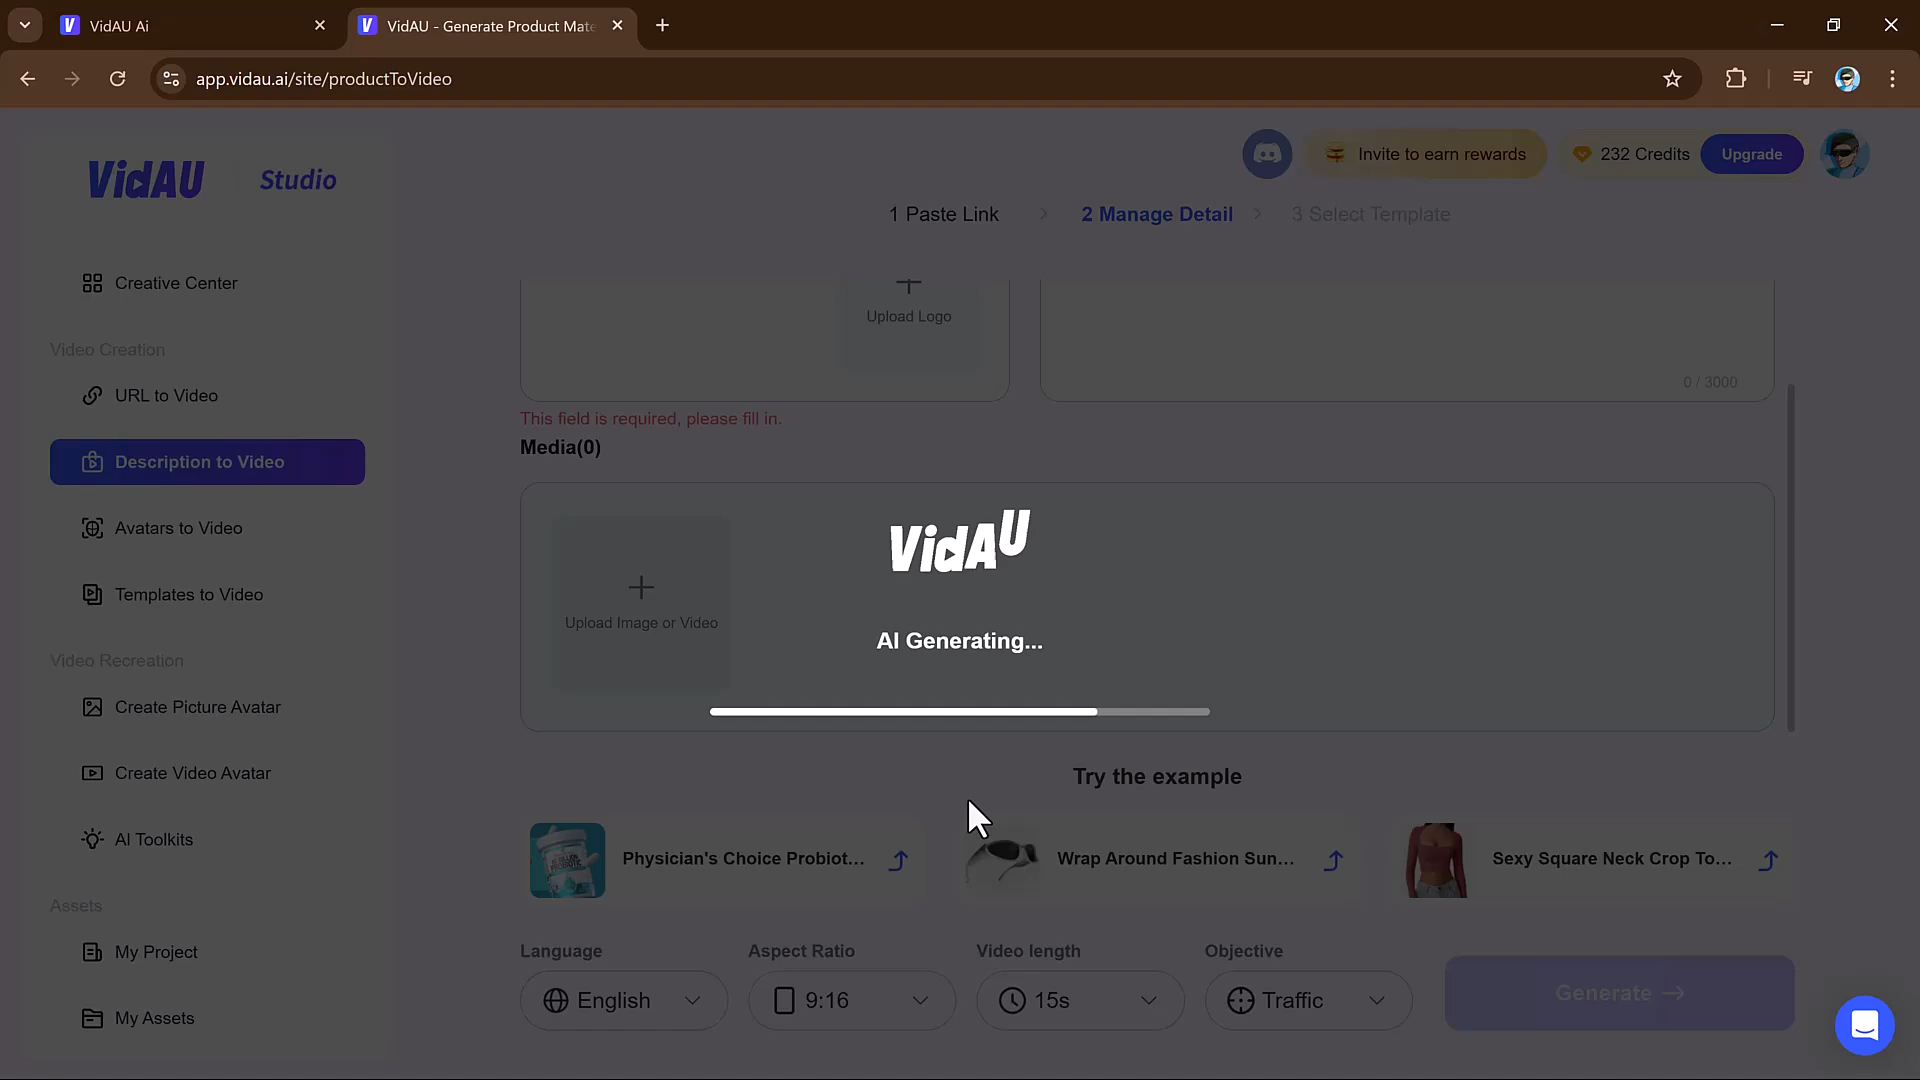 VidAU Ai
VidAU - Generate Product Mate
app.vidau.ai/site/productToVideo
VidAU
Studio
Invite to earn rewards
232 Credits
Upgrade
1 Paste Link
2 Manage Detail
3 Select Template
Creative Center
Video Creation
URL to Video
Description to Video
Avatars to Video
Templates to Video
Video Recreation
Create Picture Avatar
Create Video Avatar
AI Toolkits
Assets
My Project
My Assets
Upload Logo
0 / 3000
This field is required, please fill in.
Media(0)
Upload Image or Video
VidAU
AI Generating...
Try the example
Physician's Choice Probiot...
Wrap Around Fashion Sun...
Sexy Square Neck Crop To...
Language
Aspect Ratio
Video length
Objective
English
9:16
15s
Traffic
Generate